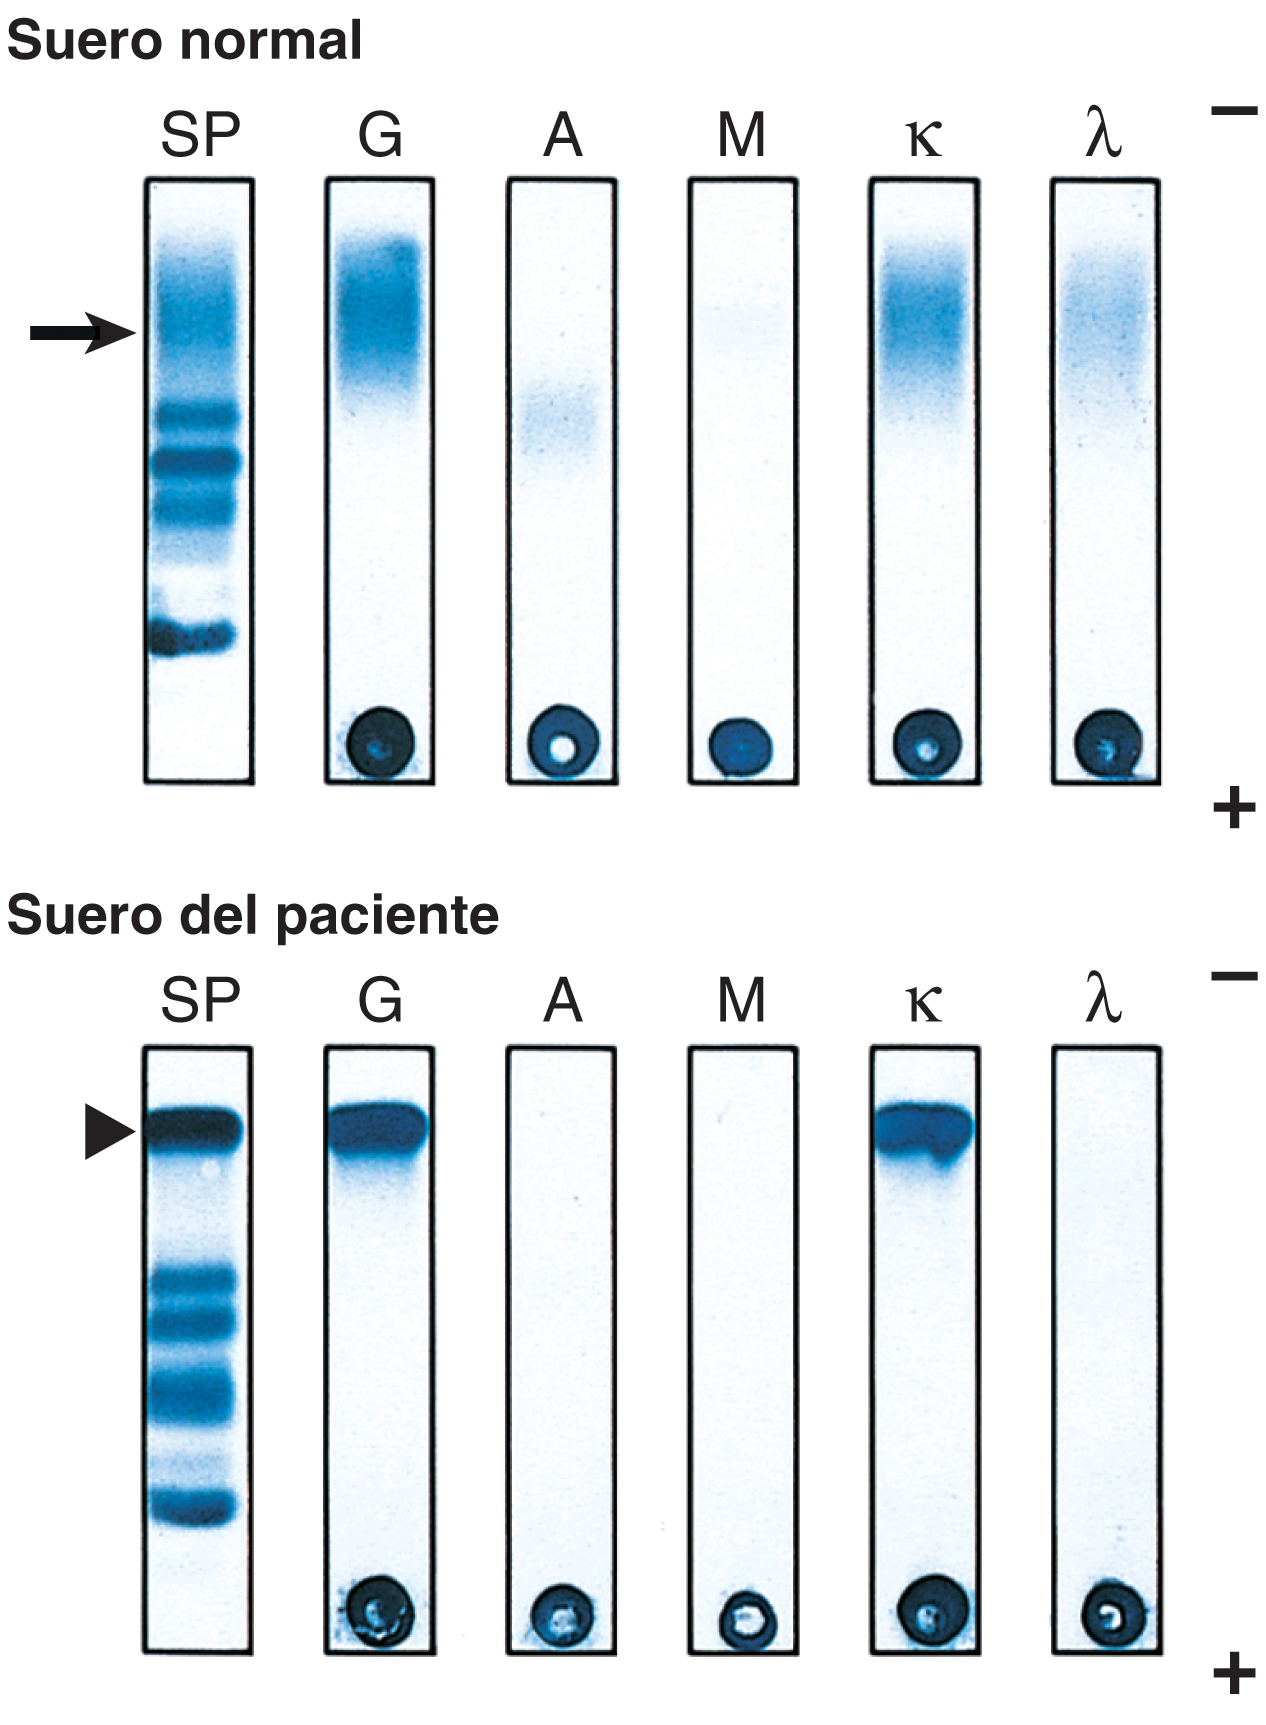 Suero normal
SP G A M κ λ −
+
Suero del paciente
SP G A M κ λ −
+